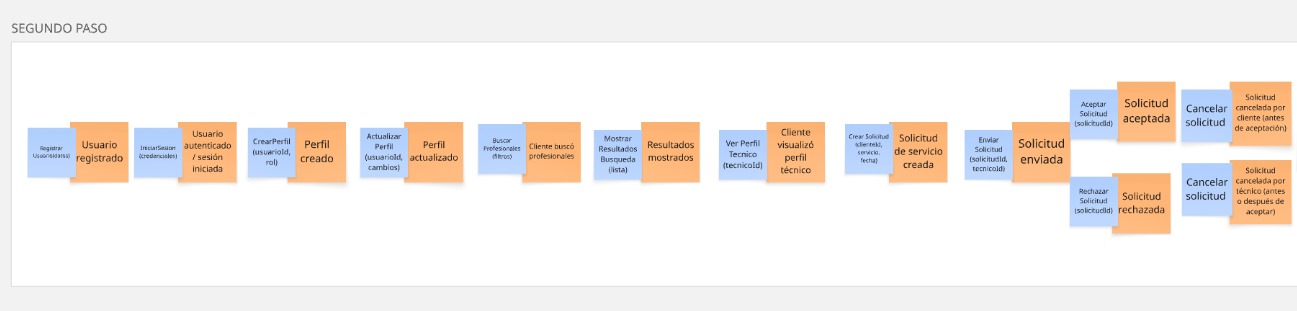 SEGUNDO PASO
Registrar
Usuario(datos)
Usuario
registrado
IniciarSesion
(credenciales)
Usuario
autenticado
/ sesión
iniciada
CrearPerfil
(usuarioId,
rol)
Perfil
creado
Actualizar
Perfil
(usuarioId,
cambios)
Perfil
actualizado
Buscar
Profesionales
(filtros)
Cliente buscó
profesionales
Mostrar
Resultados
Busqueda
(lista)
Resultados
mostrados
Ver Perfil
Tecnico
(tecnicoId)
Cliente
visualizó
perfil
técnico
Crear Solicitud
(clienteId,
servicio,
fecha)
Solicitud
de servicio
creada
Enviar
Solicitud
(solicitudId,
tecnicoId)
Solicitud
enviada
Aceptar
Solicitud
(solicitudId)
Solicitud
aceptada
Cancelar
solicitud
Solicitud
cancelada por
cliente (antes
de aceptación)
Rechazar
Solicitud
(solicitudId)
Solicitud
rechazada
Cancelar
solicitud
Solicitud
cancelada por
técnico (antes
o después de
aceptar)